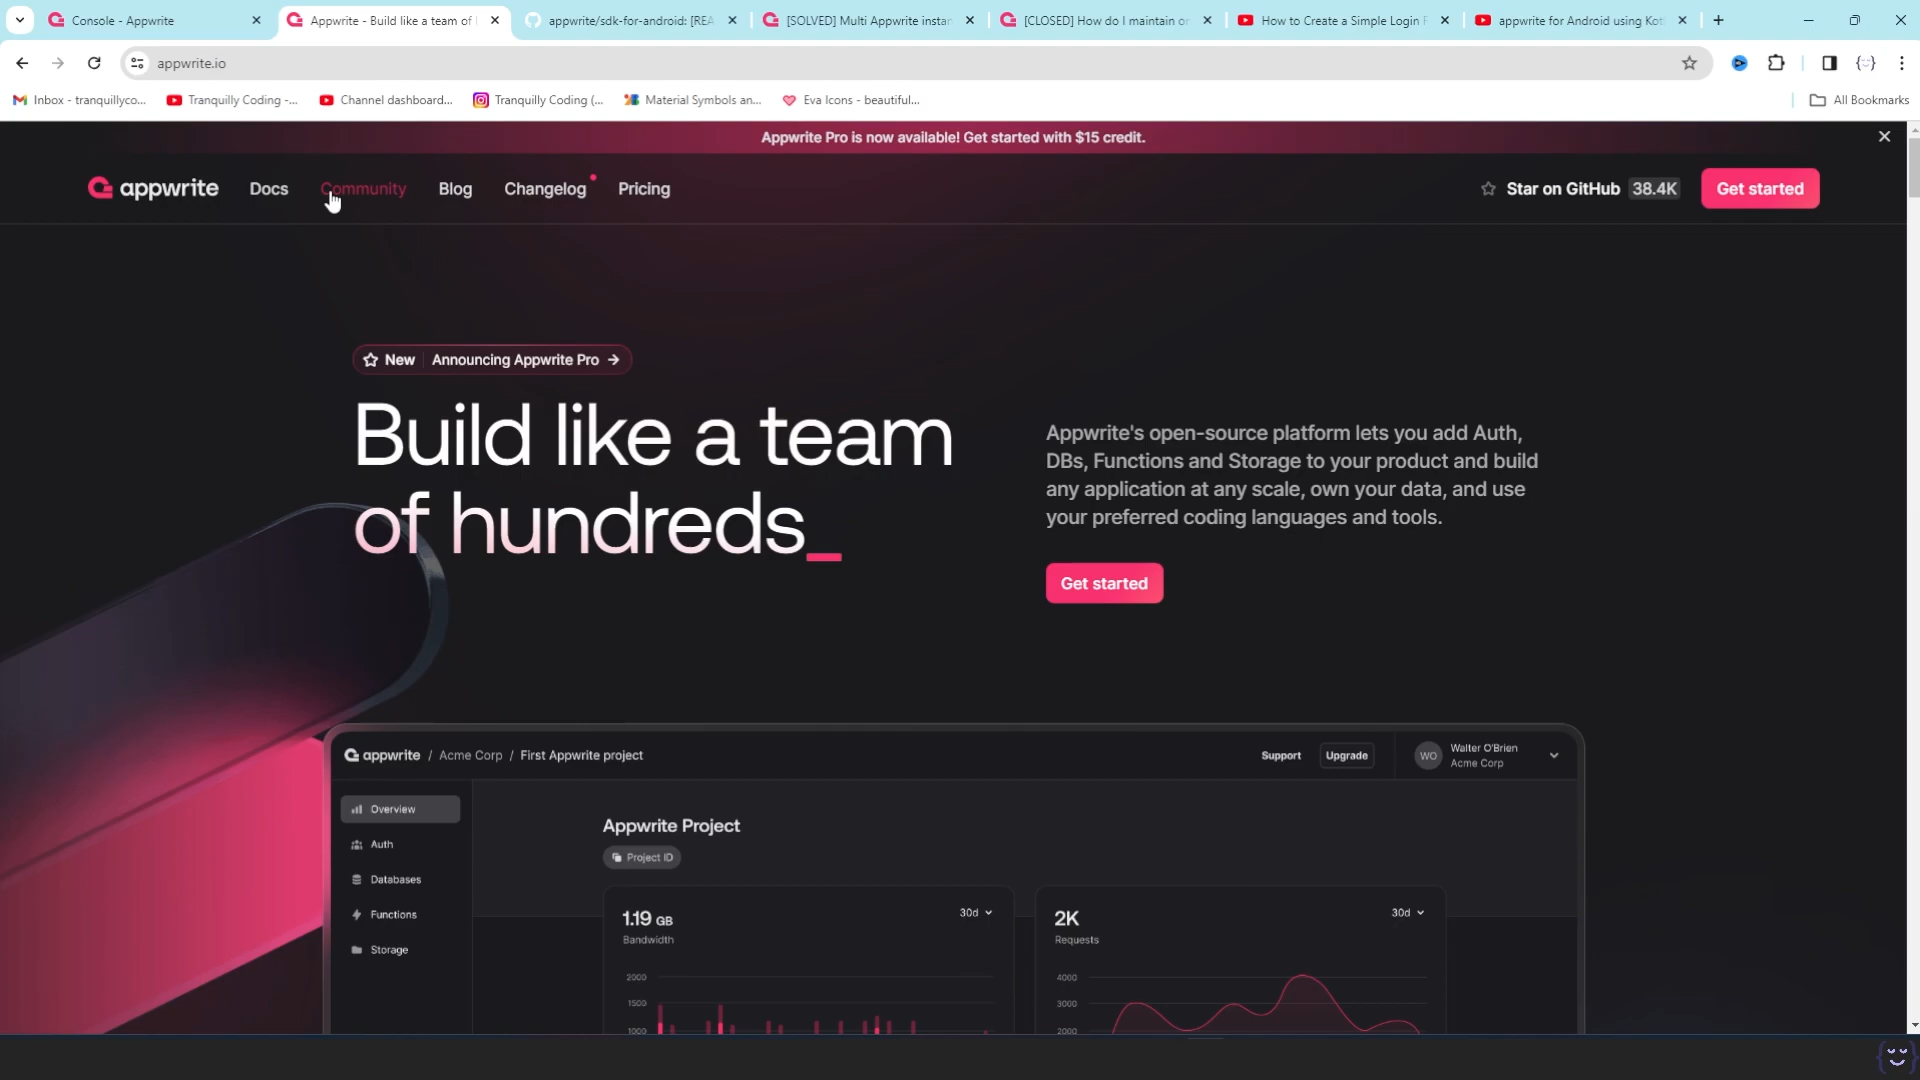 Console - Appwrite
Appwrite - Build like a team of
appwrite/sdk-for-android: [REA
[SOLVED] Multi Appwrite instan
[CLOSED] How do I maintain or
How to Create a Simple Login F
appwrite for Android using Kot
appwrite.io
Inbox - tranquillyco...
Tranquilly Coding -...
Channel dashboard...
Tranquilly Coding (...
Material Symbols an...
Eva Icons - beautiful...
All Bookmarks
Appwrite Pro is now available! Get started with $15 credit.
appwrite
Docs
Community
Blog
Changelog
Pricing
Star on GitHub 38.4K
Get started
New Announcing Appwrite Pro →
Build like a team
of hundreds_
Appwrite's open-source platform lets you add Auth,
DBs, Functions and Storage to your product and build
any application at any scale, own your data, and use
your preferred coding languages and tools.
Get started
appwrite / Acme Corp / First Appwrite project
Support
Upgrade
WO
Walter O'Brien
Acme Corp
Overview
Auth
Databases
Functions
Storage
Appwrite Project
Project ID
1.19 GB
30d
Bandwidth
2000
1500
1000
2K
30d
Requests
4000
3000
2000